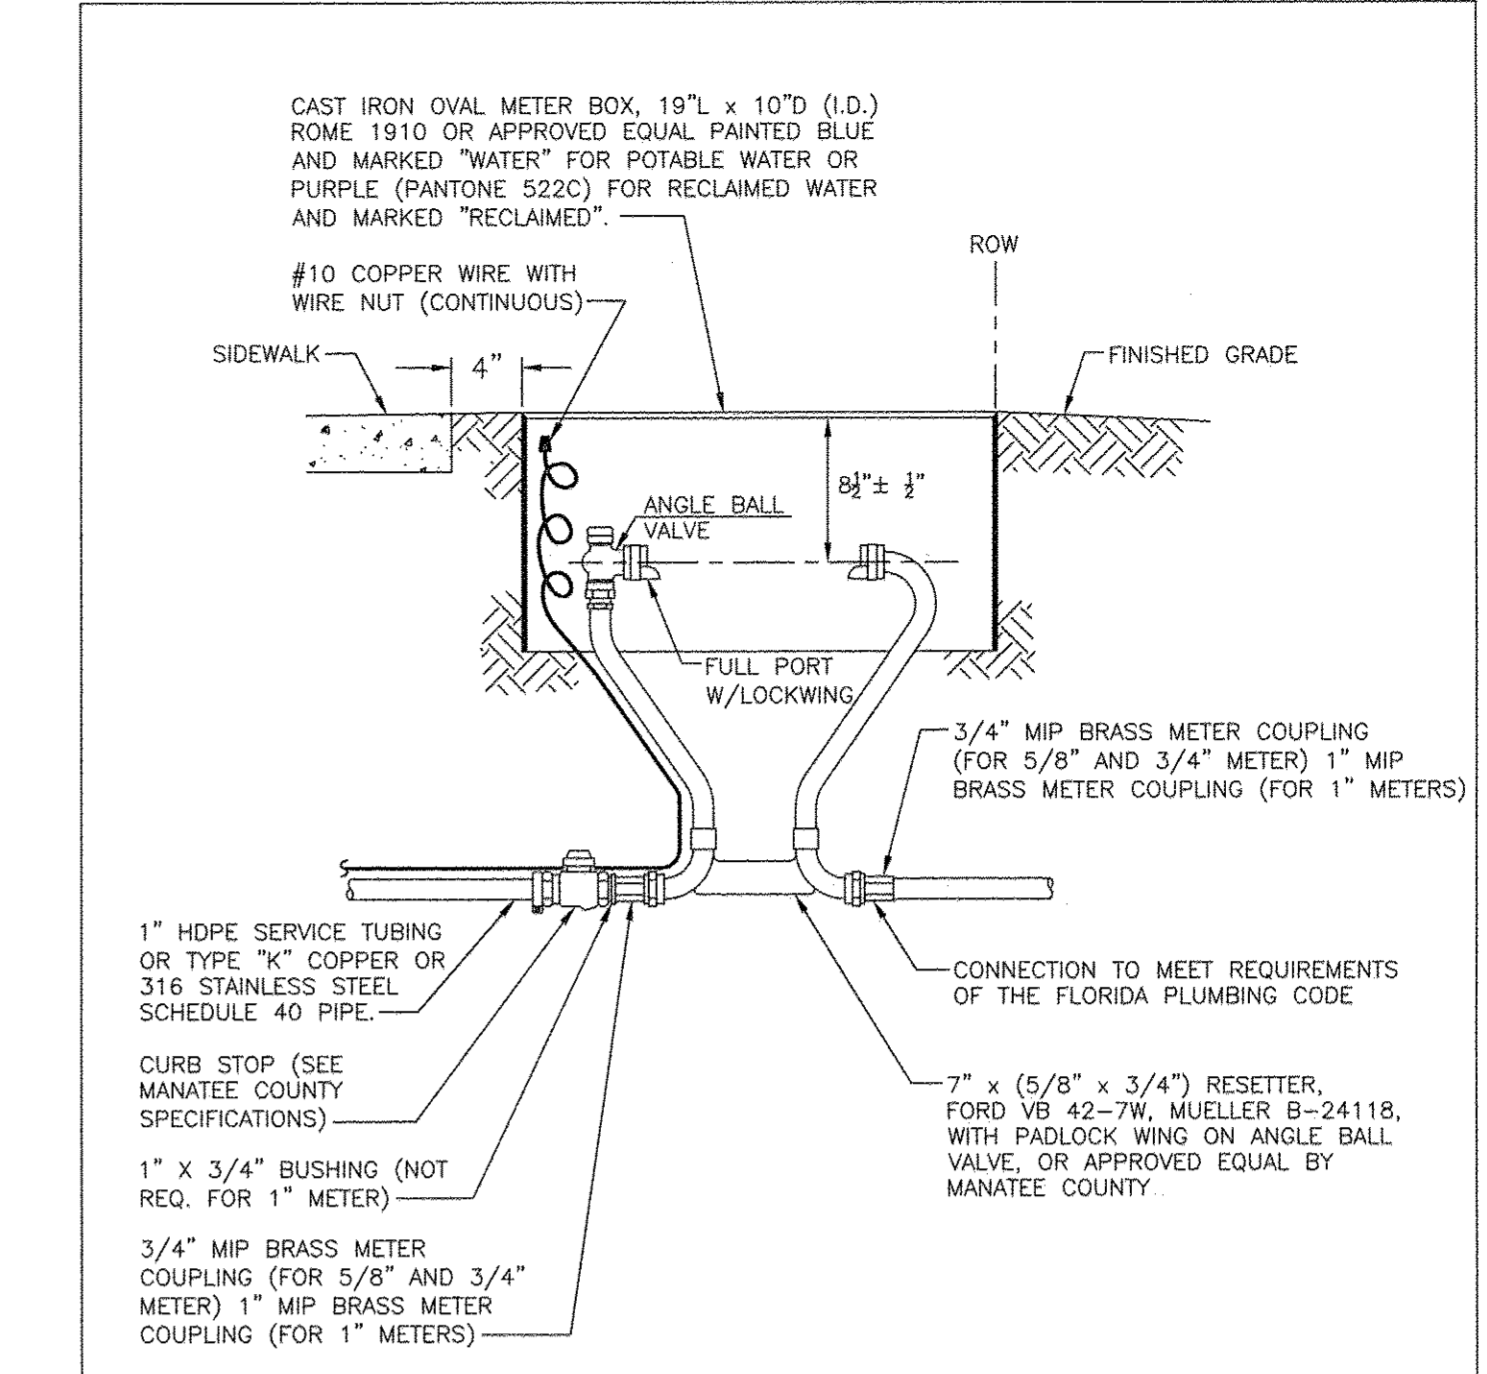 CAST IRON OVAL METER BOX, 19"L x 10"D (I.D.)
ROME 1910 OR APPROVED EQUAL PAINTED BLUE
AND MARKED "WATER" FOR POTABLE WATER OR
PURPLE (PANTONE 522C) FOR RECLAIMED WATER
AND MARKED "RECLAIMED".
ROW
#10 COPPER WIRE WITH
WIRE NUT (CONTINUOUS)
SIDEWALK
4"
FINISHED GRADE
8½"± ½"
ANGLE BALL
VALVE
FULL PORT
W/LOCKWING
3/4" MIP BRASS METER COUPLING
(FOR 5/8" AND 3/4" METER) 1" MIP
BRASS METER COUPLING (FOR 1" METERS)
1" HDPE SERVICE TUBING
OR TYPE "K" COPPER OR
316 STAINLESS STEEL
SCHEDULE 40 PIPE.
CONNECTION TO MEET REQUIREMENTS
OF THE FLORIDA PLUMBING CODE
CURB STOP (SEE
MANATEE COUNTY
SPECIFICATIONS)
7" x (5/8" x 3/4") RESETTER,
FORD VB 42-7W, MUELLER B-24118,
WITH PADLOCK WING ON ANGLE BALL
VALVE, OR APPROVED EQUAL BY
MANATEE COUNTY
1" X 3/4" BUSHING (NOT
REQ. FOR 1" METER)
3/4" MIP BRASS METER
COUPLING (FOR 5/8" AND 3/4"
METER) 1" MIP BRASS METER
COUPLING (FOR 1" METERS)